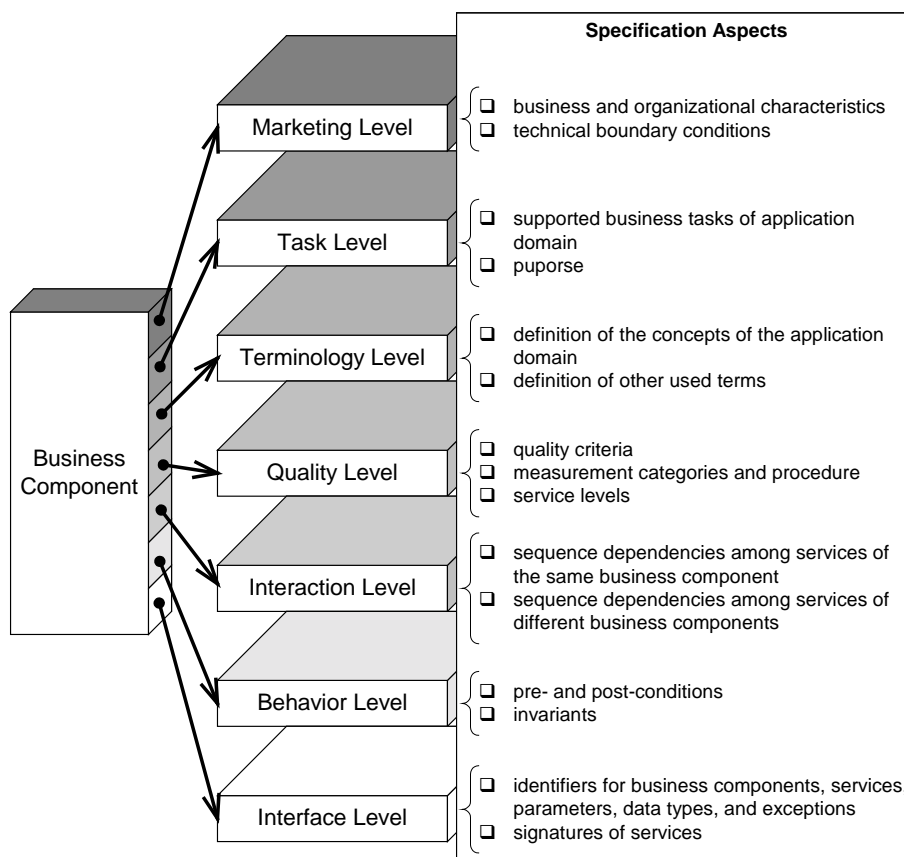 Specification Aspects
Marketing Level
❑ business and organizational characteristics
❑ technical boundary conditions
Task Level
❑ supported business tasks of application
domain
❑ puporse
Terminology Level
❑ definition of the concepts of the application
domain
❑ definition of other used terms
Business
Component
Quality Level
❑ quality criteria
❑ measurement categories and procedure
❑ service levels
Interaction Level
❑ sequence dependencies among services of
the same business component
❑ sequence dependencies among services of
different business components
Behavior Level
❑ pre- and post-conditions
❑ invariants
Interface Level
❑ identifiers for business components, services
parameters, data types, and exceptions
❑ signatures of services